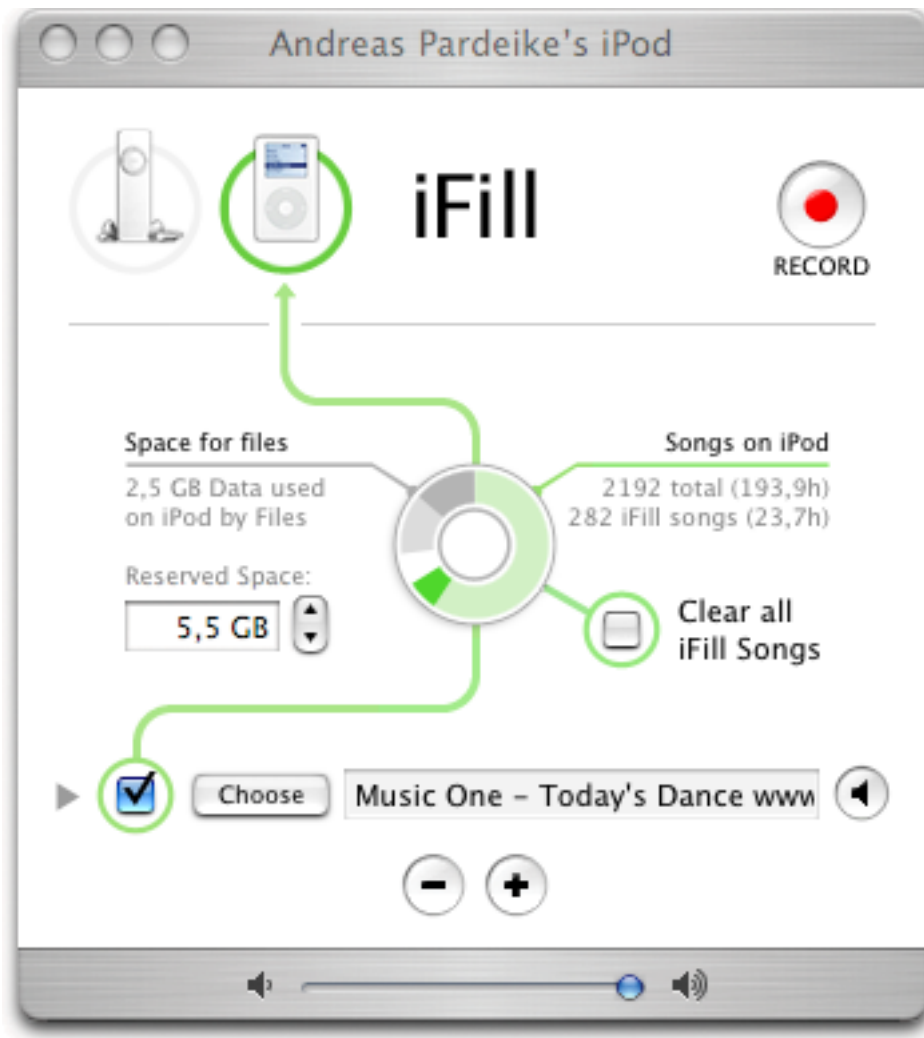 Andreas Pardeike's iPod
iFill
RECORD
Space for files
2,5 GB Data used
on iPod by Files
Songs on iPod
2192 total (193,9h)
282 iFill songs (23,7h)
Reserved Space:
5,5 GB
Clear all
iFill Songs
Choose
Music One – Today's Dance www